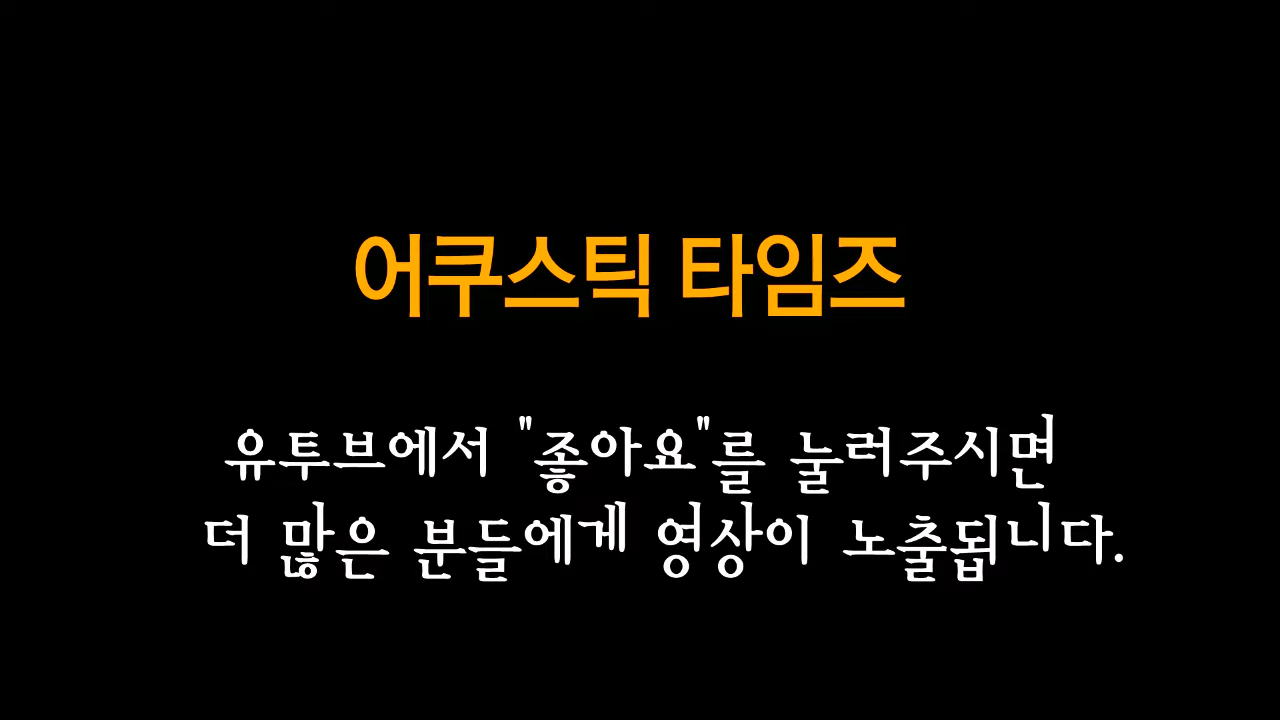 어쿠스틱 타임즈
유투브에서 "좋아요"를 눌러주시면
더 많은 분들에게 영상이 노출됩니다.